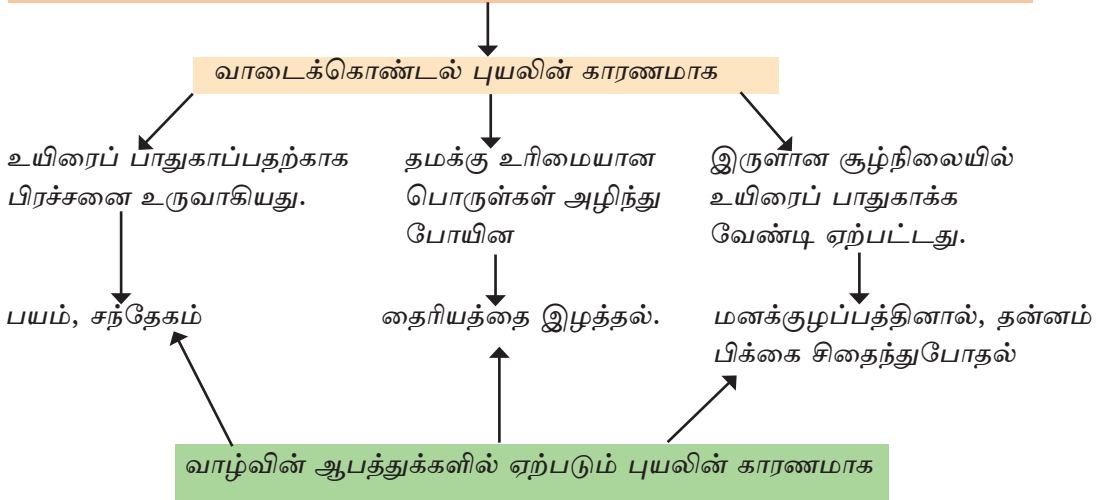 வாடைக்கொண்டல் புயலின் காரணமாக
உயிரைப் பாதுகாப்பதற்காக
பிரச்சனை உருவாகியது.
தமக்கு உரிமையான
பொருள்கள் அழிந்து
போயின
இருளான சூழ்நிலையில்
உயிரைப் பாதுகாக்க
வேண்டி ஏற்பட்டது.
பயம், சந்தேகம்
தைரியத்தை இழத்தல்.
மனக்குழப்பத்தினால், தன்னம்
பிக்கை சிதைந்துபோதல்
வாழ்வின் ஆபத்துக்களில் ஏற்படும் புயலின் காரணமாக